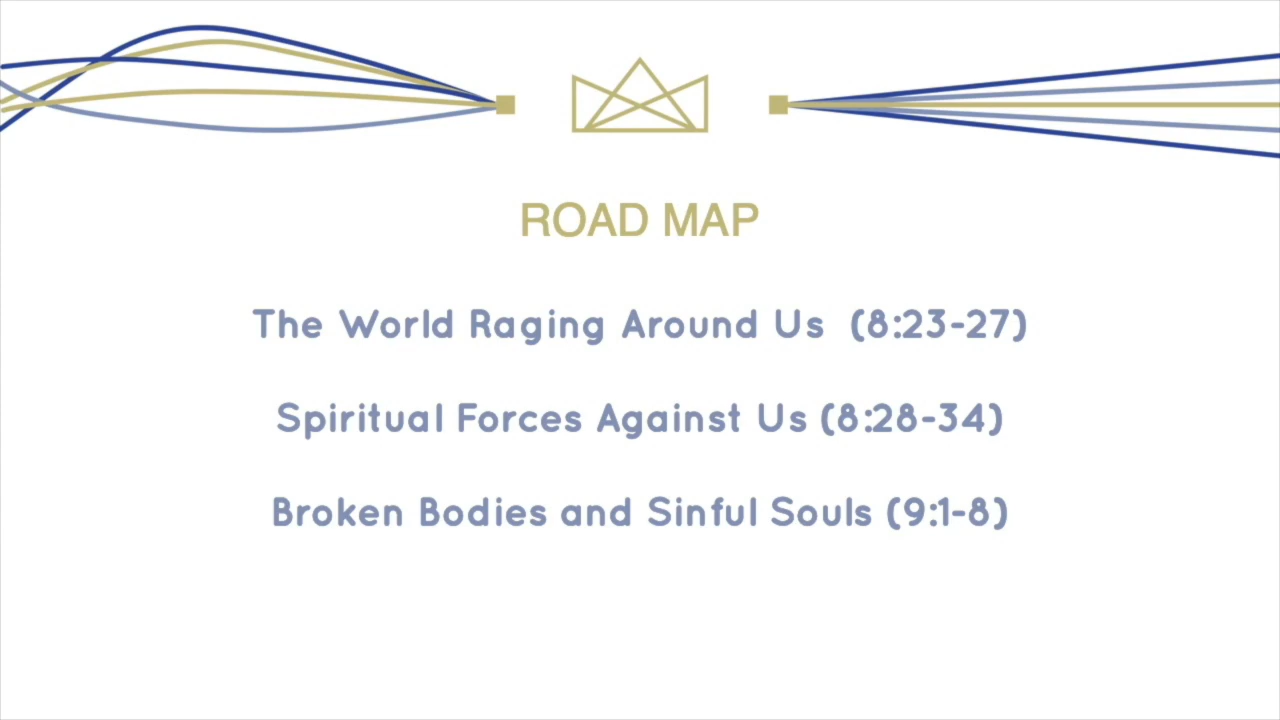 ROAD MAP
The World Raging Around Us (8:23-27)
Spiritual Forces Against Us (8:28-34)
Broken Bodies and Sinful Souls (9:1-8)